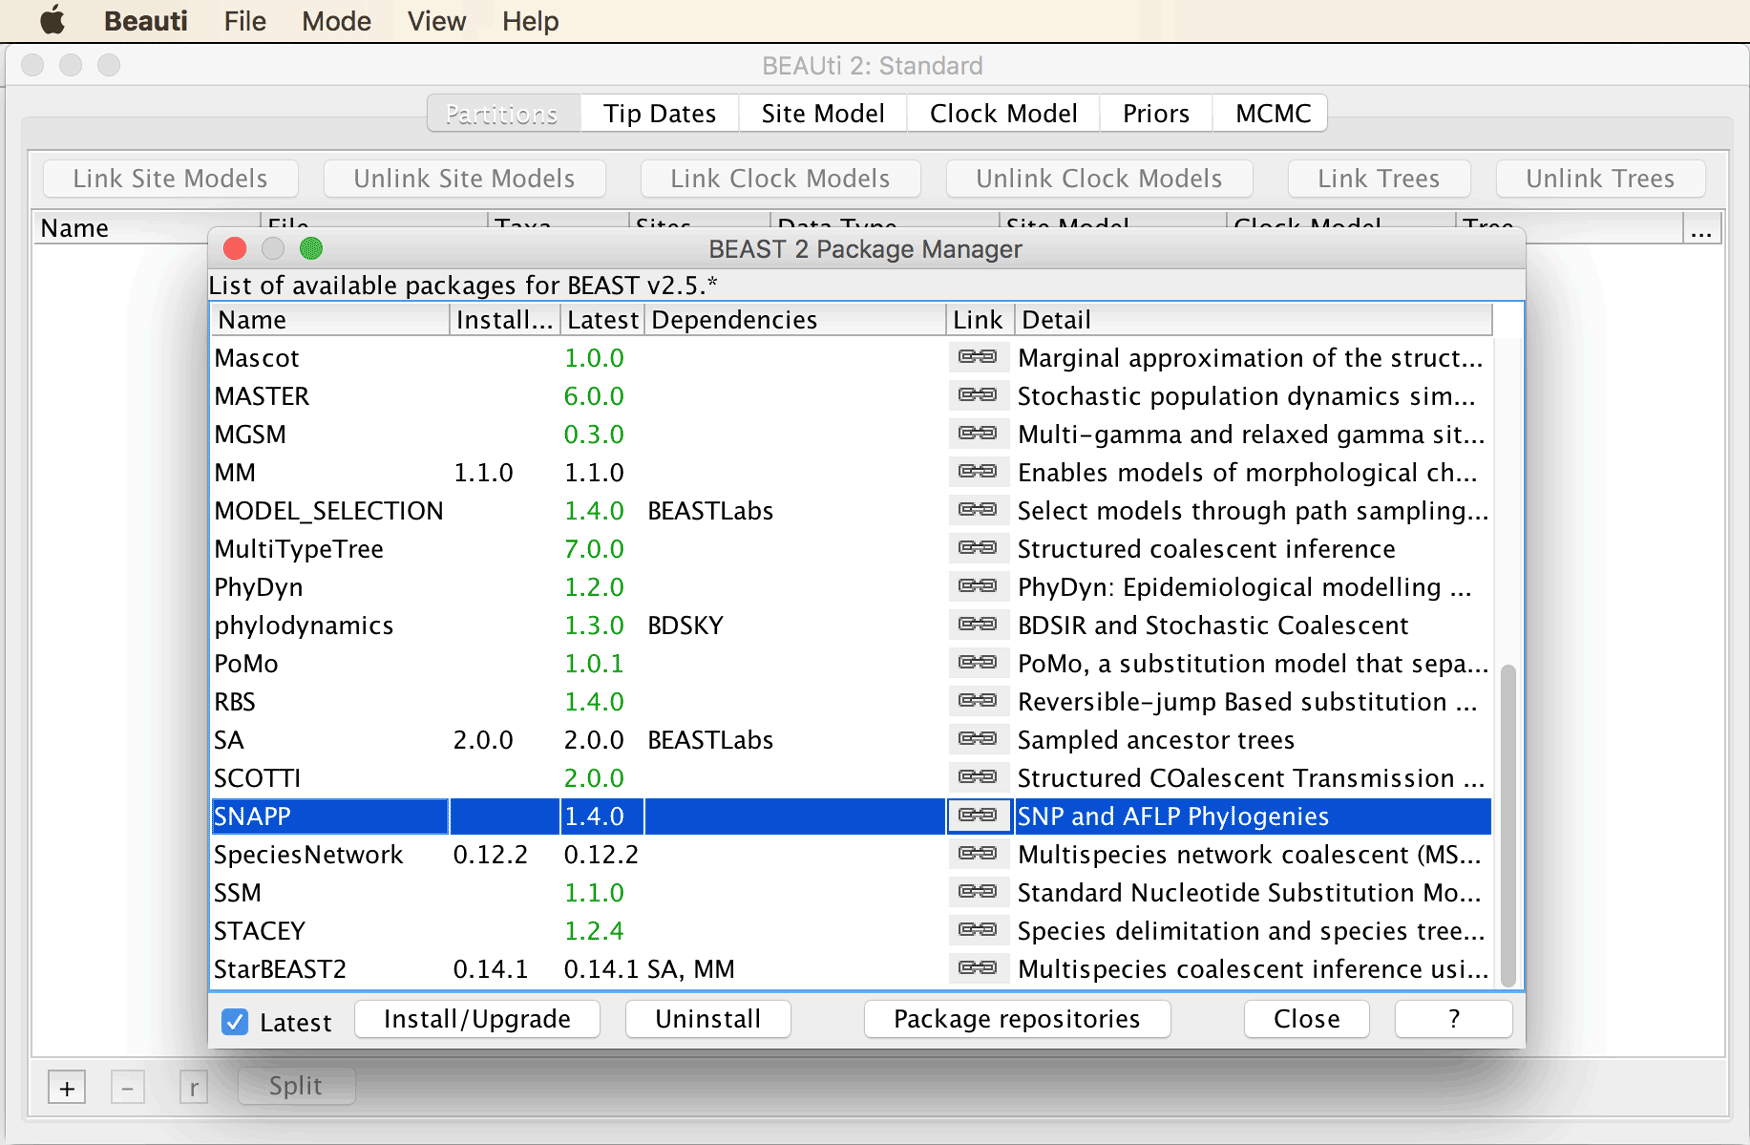 Beauti File Mode View Help
BEAUti 2: Standard
Partitions Tip Dates Site Model Clock Model Priors MCMC
Link Site Models Unlink Site Models Link Clock Models Unlink Clock Models Link Trees Unlink Trees
Name File Taxa Sites Data Type Site Model Clock Model Tree ...
BEAST 2 Package Manager
List of available packages for BEAST v2.5.*
Name Install... Latest Dependencies Link Detail
Mascot 1.0.0 Marginal approximation of the struct...
MASTER 6.0.0 Stochastic population dynamics sim...
MGSM 0.3.0 Multi-gamma and relaxed gamma sit...
MM 1.1.0 1.1.0 Enables models of morphological ch...
MODEL_SELECTION 1.4.0 BEASTLabs Select models through path sampling...
MultiTypeTree 7.0.0 Structured coalescent inference
PhyDyn 1.2.0 PhyDyn: Epidemiological modelling ...
phylodynamics 1.3.0 BDSKY BDSIR and Stochastic Coalescent
PoMo 1.0.1 PoMo, a substitution model that sepa...
RBS 1.4.0 Reversible-jump Based substitution ...
SA 2.0.0 2.0.0 BEASTLabs Sampled ancestor trees
SCOTTI 2.0.0 Structured COalescent Transmission ...
SNAPP 1.4.0 SNP and AFLP Phylogenies
SpeciesNetwork 0.12.2 0.12.2 Multispecies network coalescent (MS...
SSM 1.1.0 Standard Nucleotide Substitution Mo...
STACEY 1.2.4 Species delimitation and species tree...
StarBEAST2 0.14.1 0.14.1 SA, MM Multispecies coalescent inference usi...
Latest Install/Upgrade Uninstall Package repositories Close ?
+ - r Split